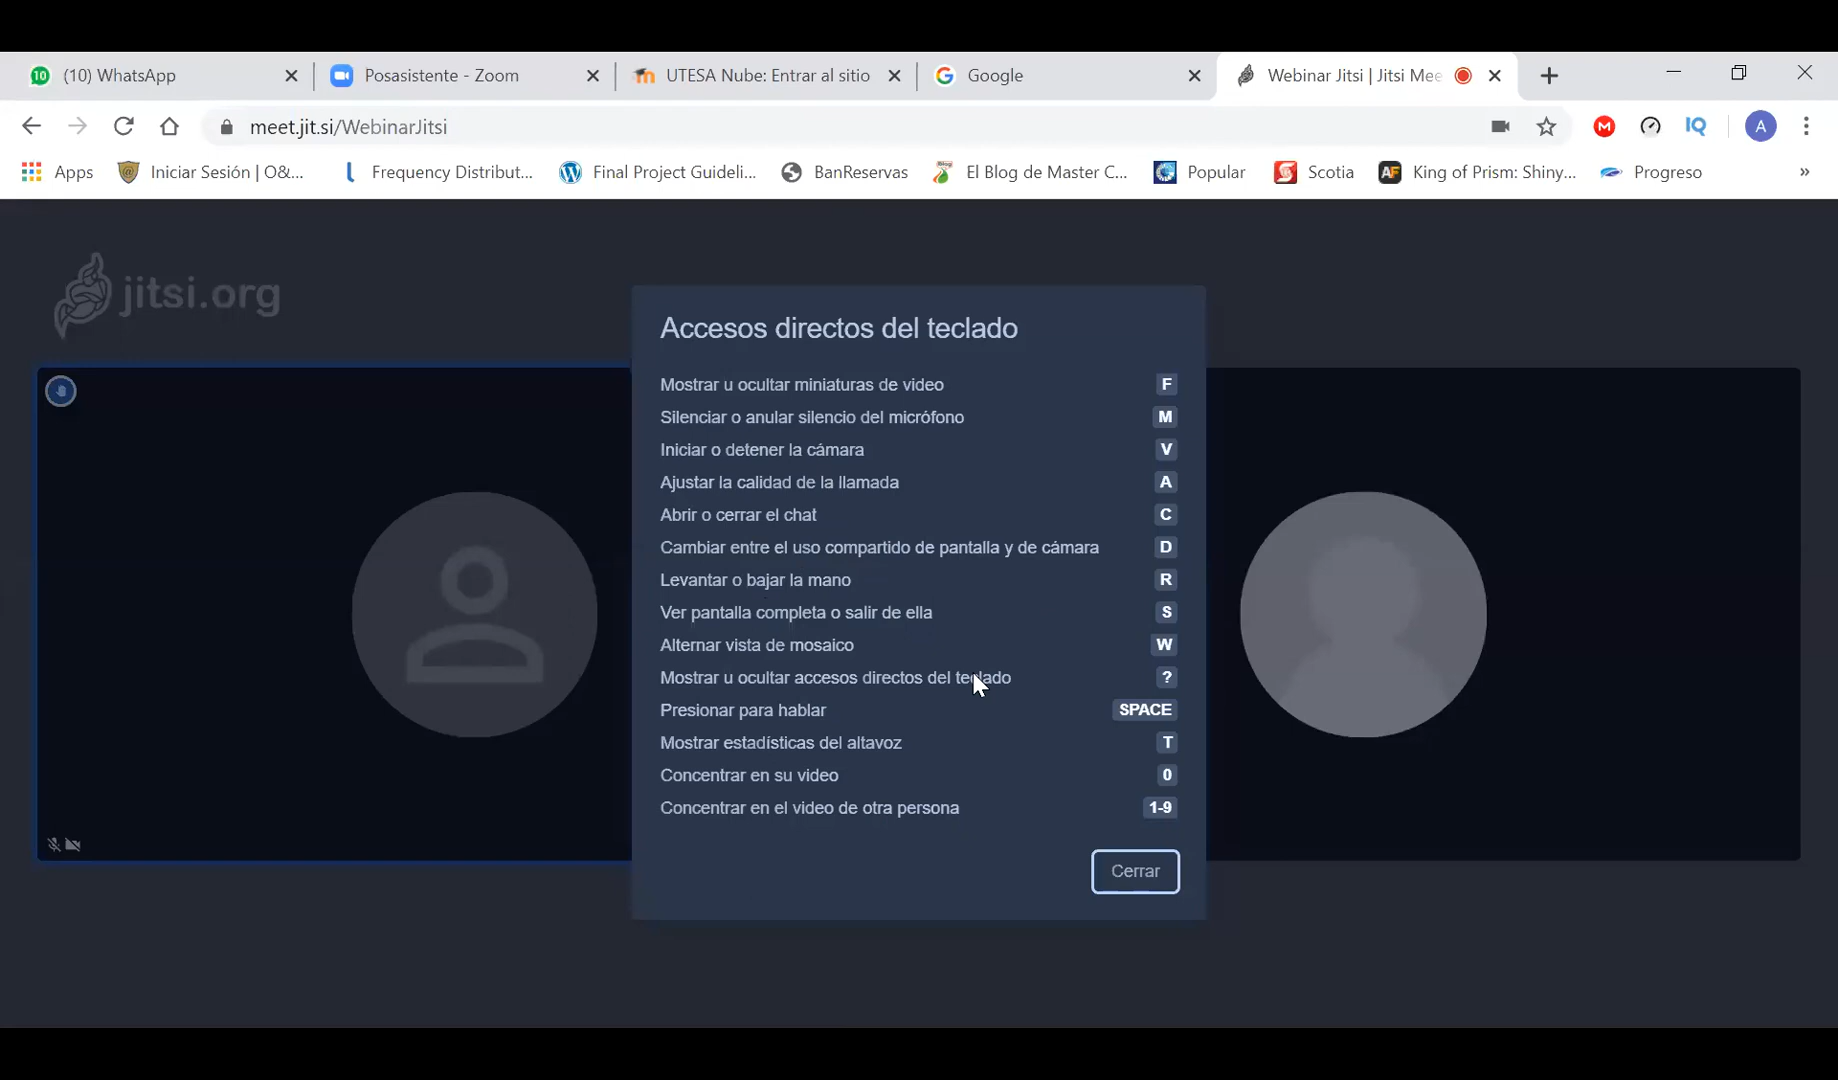 10 (10) WhatsApp Posasistente - Zoom UTESA Nube: Entrar al sitio Google Webinar Jitsi | Jitsi Mee
meet.jit.si/WebinarJitsi M IQ A
Apps Iniciar Sesión | O&... Frequency Distribut... Final Project Guideli... BanReservas El Blog de Master C... Popular Scotia AF King of Prism: Shiny... Progreso »
jitsi.org
Accesos directos del teclado
Mostrar u ocultar miniaturas de video F
Silenciar o anular silencio del micrófono M
Iniciar o detener la cámara V
Ajustar la calidad de la llamada A
Abrir o cerrar el chat C
Cambiar entre el uso compartido de pantalla y de cámara D
Levantar o bajar la mano R
Ver pantalla completa o salir de ella S
Alternar vista de mosaico W
Mostrar u ocultar accesos directos del teclado ?
Presionar para hablar SPACE
Mostrar estadísticas del altavoz T
Concentrar en su video 0
Concentrar en el video de otra persona 1-9
Cerrar